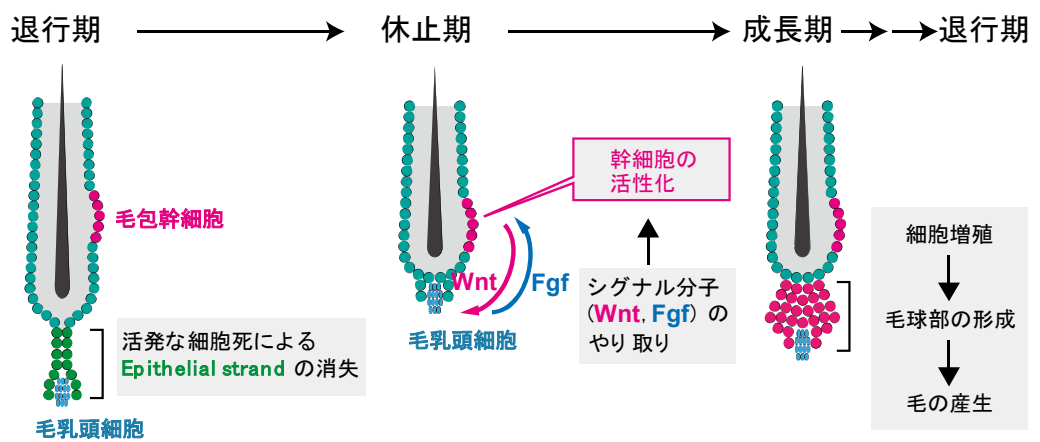 退行期
休止期
成長期
退行期
毛包幹細胞
活発な細胞死による
Epithelial strand の消失
毛乳頭細胞
幹細胞の
活性化
Wnt
Fgf
毛乳頭細胞
シグナル分子
(Wnt, Fgf) の
やり取り
細胞増殖
毛球部の形成
毛の産生